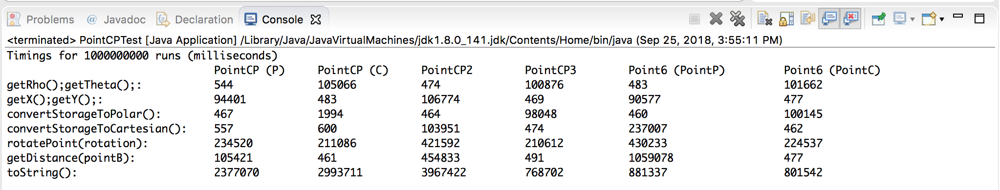 Problems @ Javadoc Declaration Console
<terminated> PointCPTest [Java Application] /Library/Java/JavaVirtualMachines/jdk1.8.0_141.jdk/Contents/Home/bin/java (Sep 25, 2018, 3:55:11 PM)
Timings for 1000000000 runs (milliseconds)
PointCP (P) PointCP (C) PointCP2 PointCP3 Point6 (PointP) Point6 (PointC)
getRho();getTheta();: 544 105066 474 100876 483 101662
getX();getY();: 94401 483 106774 469 90577 477
convertStorageToPolar(): 467 1994 464 98048 460 100145
convertStorageToCartesian(): 557 600 103951 474 237007 462
rotatePoint(rotation): 234520 211086 421592 210612 430233 224537
getDistance(pointB): 105421 461 454833 491 1059078 477
toString(): 2377070 2993711 3967422 768702 881337 801542